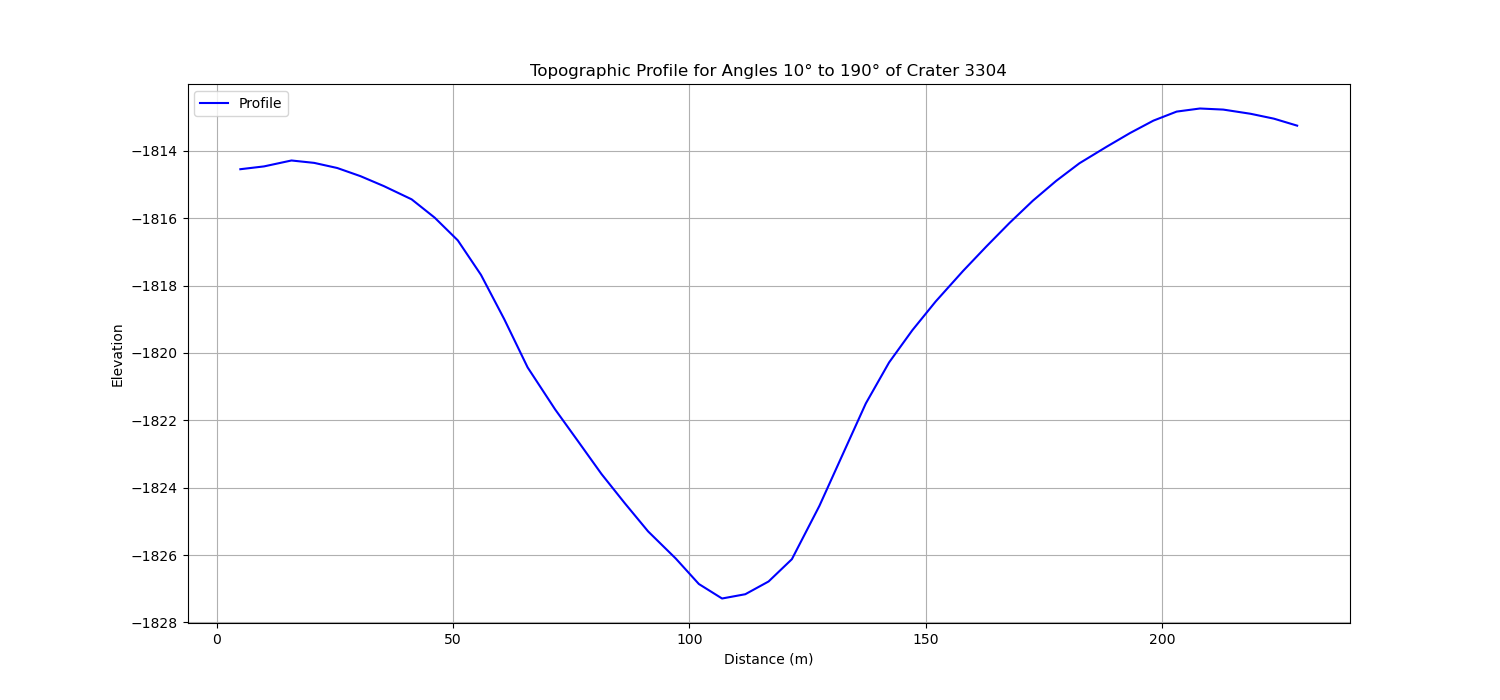 Topographic Profile for Angles 10° to 190° of Crater 3304
Profile
−1814
−1816
−1818
−1820
−1822
−1824
−1826
−1828
Elevation
0 50 100 150 200
Distance (m)